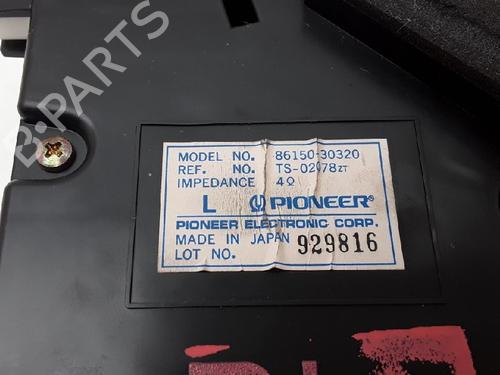 B-PARTS
MODEL NO. 86150-30320
REF. NO. TS-02078ZT
IMPEDANCE 4Ω
L PIONEER®
PIONEER ELECTRONIC CORP.
MADE IN JAPAN
LOT NO. 929816